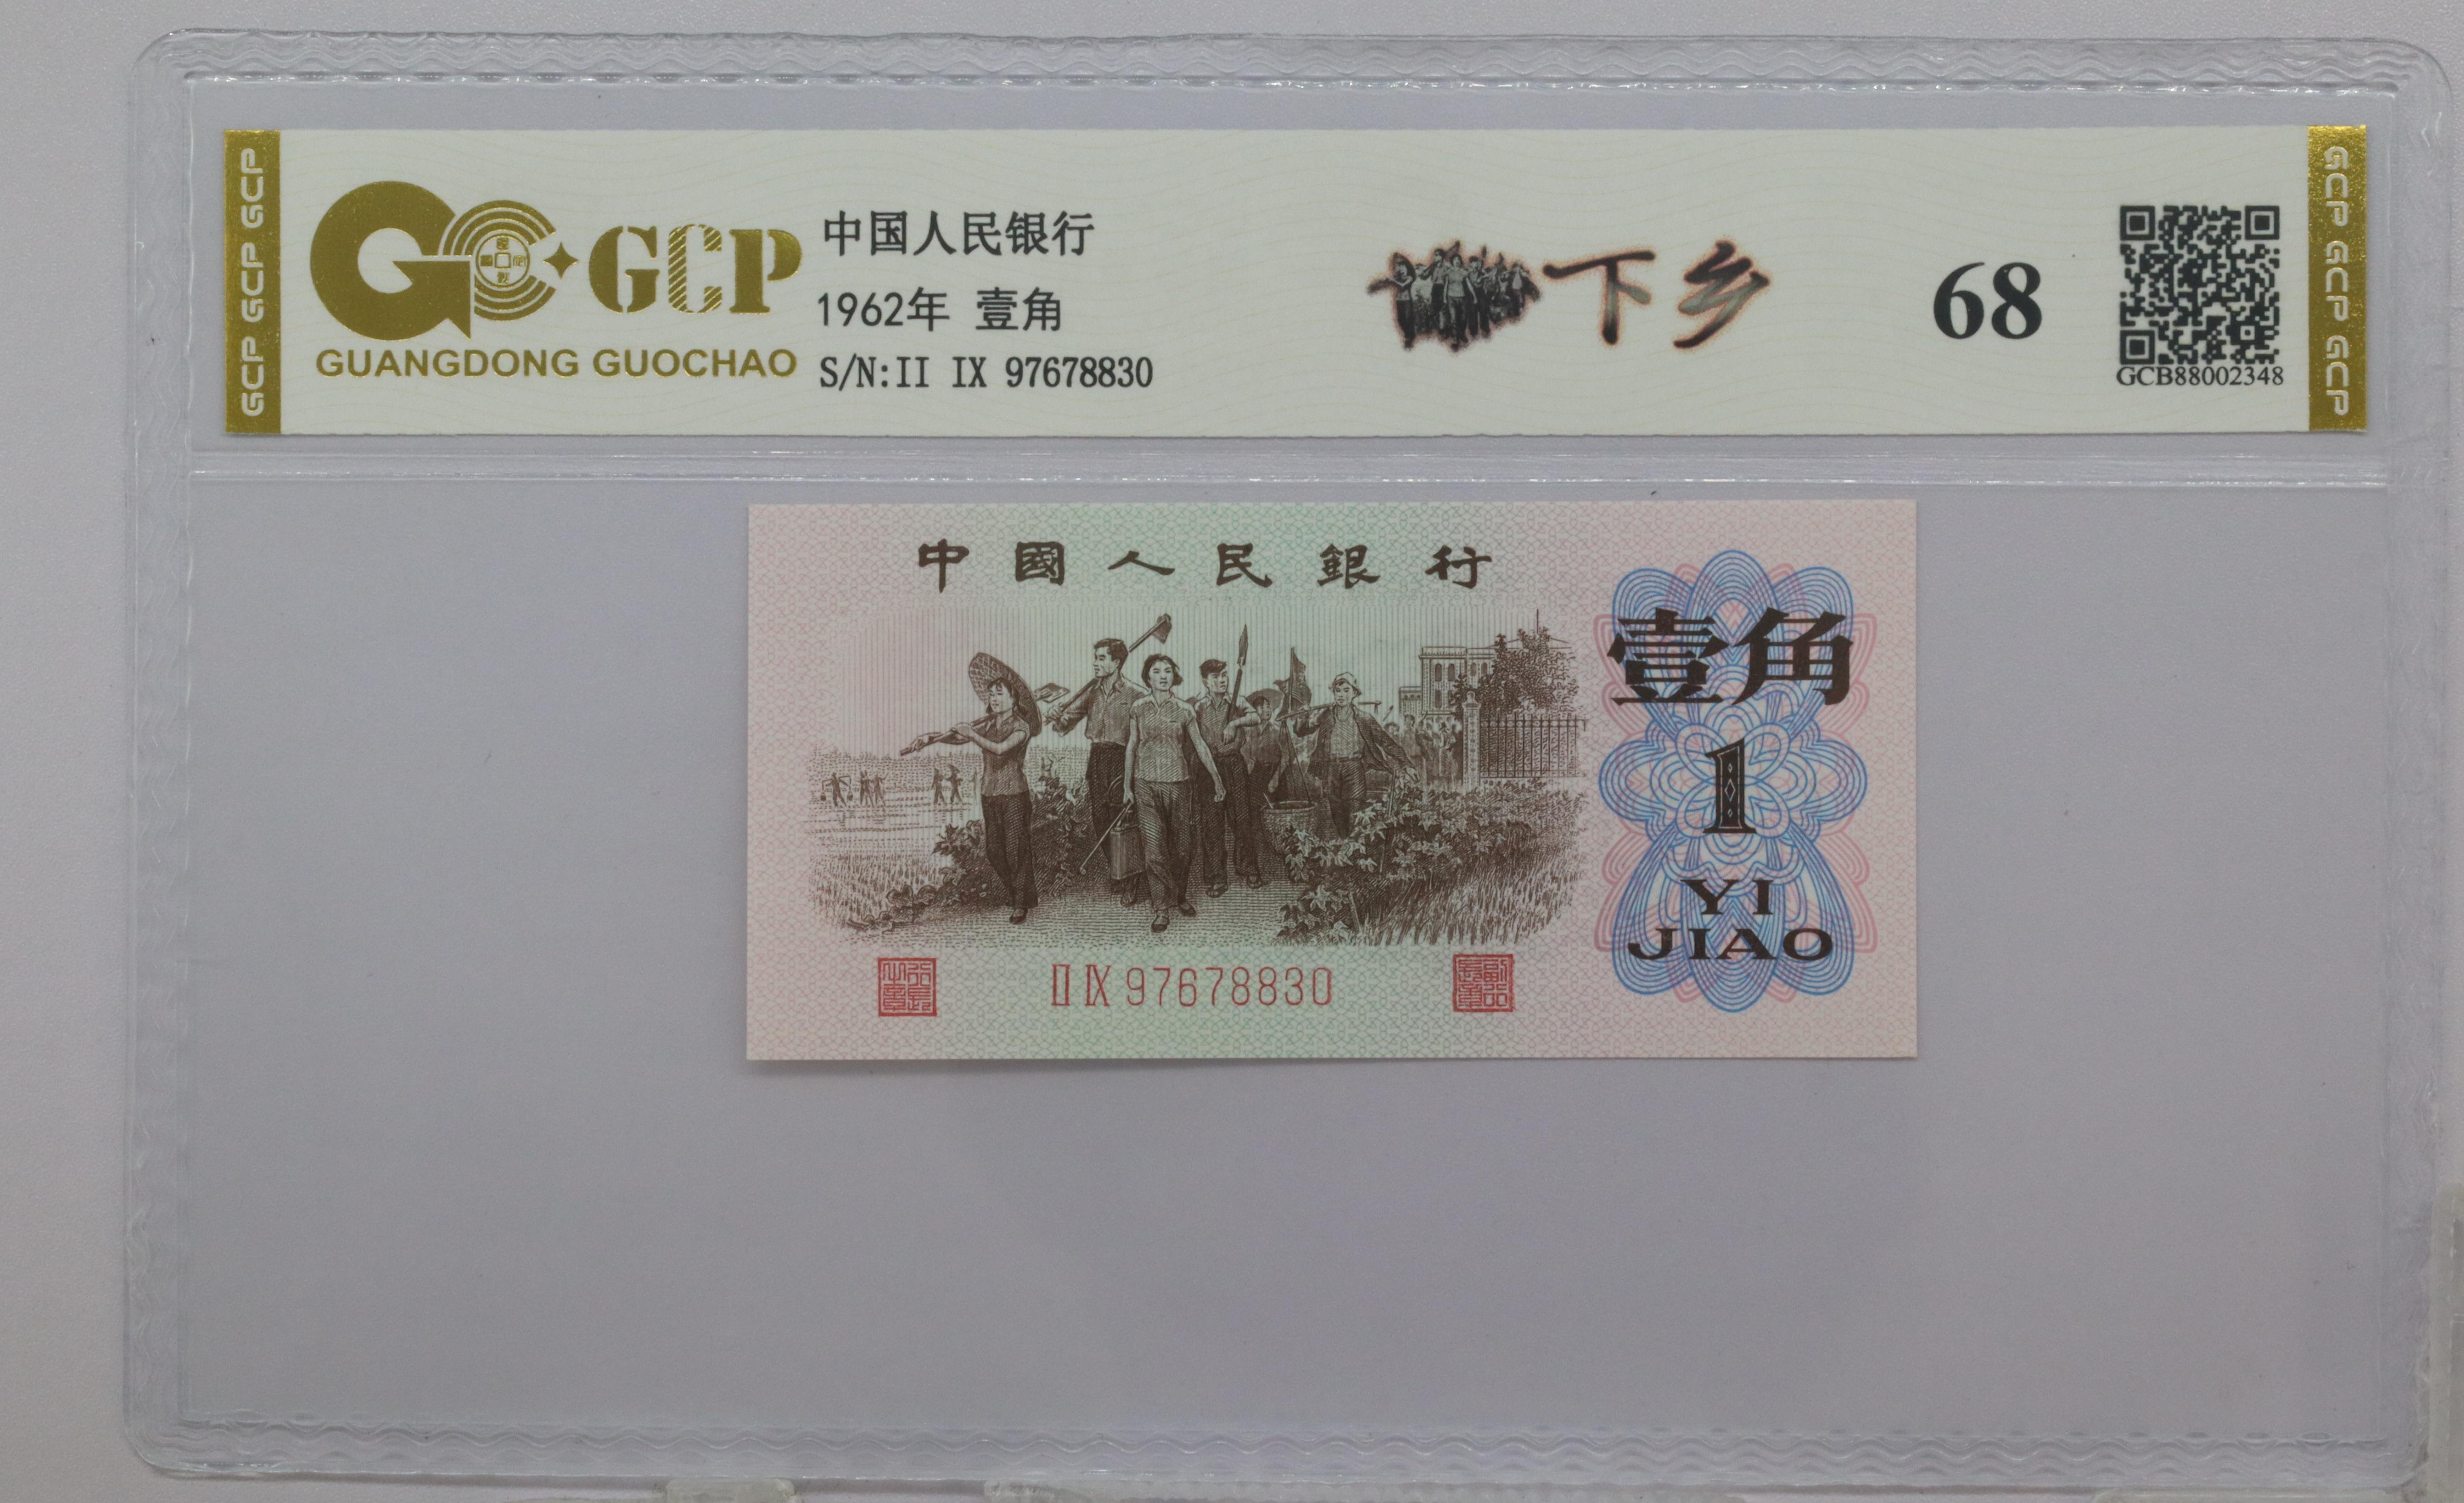 GCP GCP GCP
GCP
GUANGDONG GUOCHAO
中国人民银行
1962年 壹角
S/N:II IX 97678830
下乡
68
GCB88002348
GCP GCP GCP
中國人民銀行
壹角
1
YI
JIAO
II IX 97678830